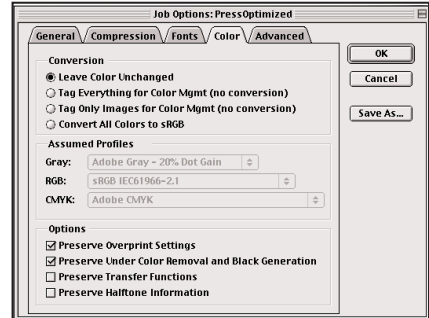 Job Options: PressOptimized
General Compression Fonts Color Advanced
OK
Cancel
Save As...
Conversion
Leave Color Unchanged
Tag Everything for Color Mgmt (no conversion)
Tag Only Images for Color Mgmt (no conversion)
Convert All Colors to sRGB
Assumed Profiles
Gray: Adobe Gray - 20% Dot Gain
RGB: sRGB IEC61966-2.1
CMYK: Adobe CMYK
Options
Preserve Overprint Settings
Preserve Under Color Removal and Black Generation
Preserve Transfer Functions
Preserve Halftone Information